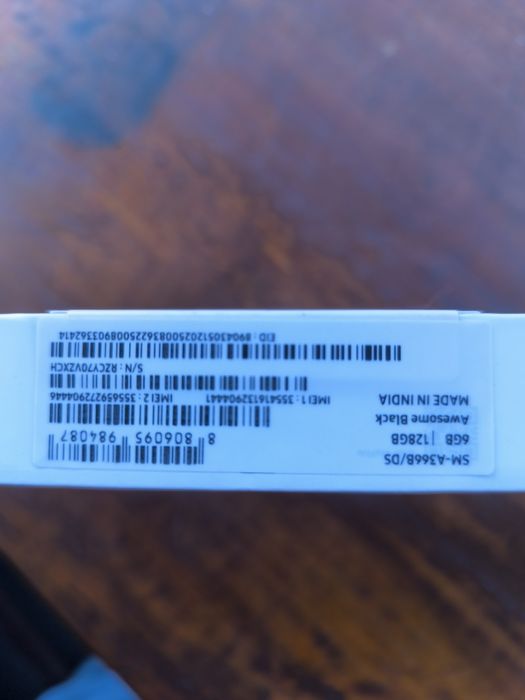 SM-A366B/DS
6GB | 128GB
Awesome Black
MADE IN INDIA
8 806095 984087
IMEI 1 : 355416132904441 IMEI 2 : 355659272904446
S/N : RZCY70VZXCH
EID : 89043051202500836225008903362414